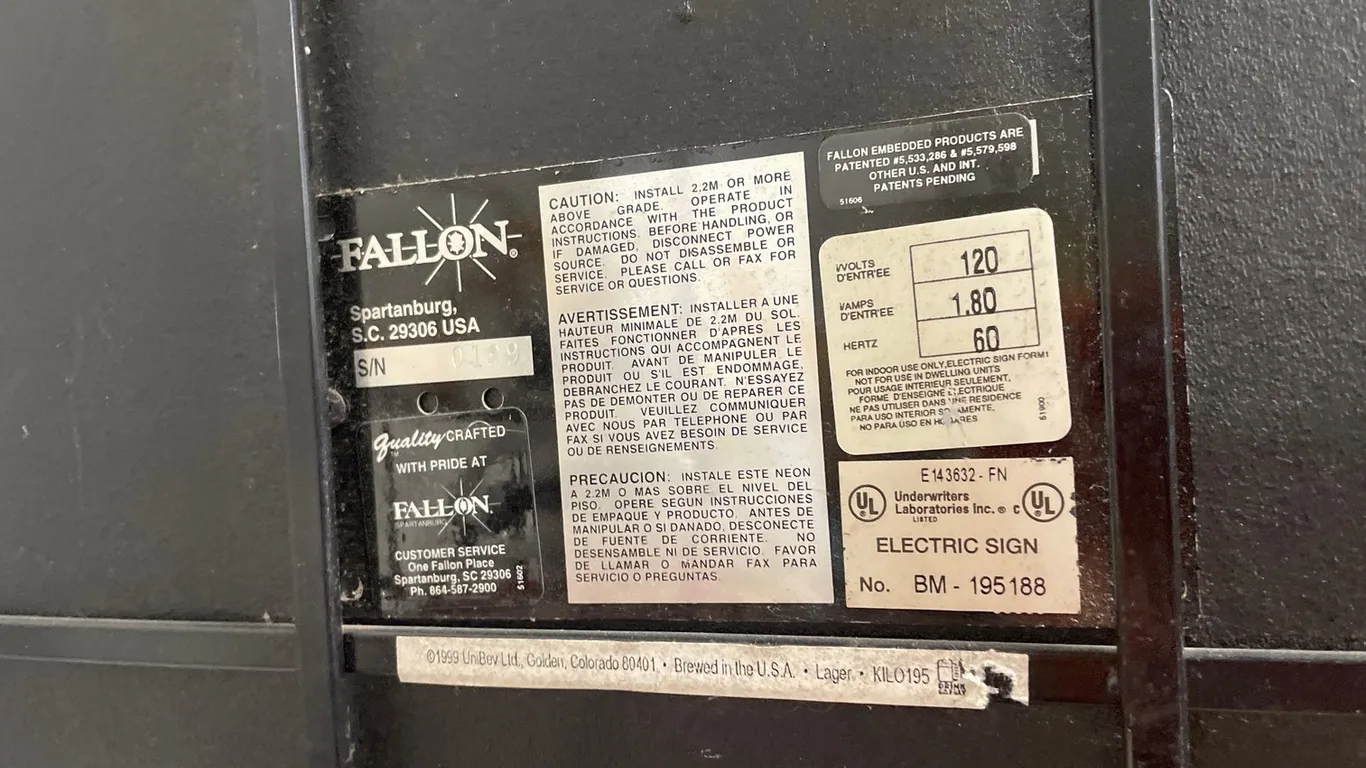 FALLON®
Spartanburg,
S.C. 29306 USA
S/N 0199
Quality CRAFTED
WITH PRIDE AT
FALLON
SPARTANBURG
CUSTOMER SERVICE
One Fallon Place
Spartanburg, SC 29306
Ph. 864-587-2900
51602
CAUTION: INSTALL 2.2M OR MORE
ABOVE GRADE. OPERATE IN
ACCORDANCE WITH THE PRODUCT
INSTRUCTIONS. BEFORE HANDLING, OR
IF DAMAGED, DISCONNECT POWER
SOURCE. DO NOT DISASSEMBLE OR
SERVICE. PLEASE CALL OR FAX FOR
SERVICE OR QUESTIONS.
AVERTISSEMENT: INSTALLER A UNE
HAUTEUR MINIMALE DE 2.2M DU SOL.
FAITES FONCTIONNER D'APRES LES
INSTRUCTIONS QUI ACCOMPAGNENT LE
PRODUIT. AVANT DE MANIPULER LE
PRODUIT OU S'IL EST ENDOMMAGE,
DEBRANCHEZ LE COURANT. N'ESSAYEZ
PAS DE DEMONTER OU DE REPARER CE
PRODUIT. VEUILLEZ COMMUNIQUER
AVEC NOUS PAR TELEPHONE OU PAR
FAX SI VOUS AVEZ BESOIN DE SERVICE
OU DE RENSEIGNEMENTS.
PRECAUCION: INSTALE ESTE NEON
A 2.2M O MAS SOBRE EL NIVEL DEL
PISO. OPERE SEGUN INSTRUCCIONES
DE EMPAQUE Y PRODUCTO. ANTES DE
MANIPULAR O SI DANADO, DESCONECTE
DE FUENTE DE CORRIENTE. NO
DESENSAMBLE NI DE SERVICIO. FAVOR
DE LLAMAR O MANDAR FAX PARA
SERVICIO O PREGUNTAS.
FALLON EMBEDDED PRODUCTS ARE
PATENTED #5,533,286 & #5,579,598
OTHER U.S. AND INT.
PATENTS PENDING
51606
VOLTS
D'ENTR'EE 120
AMPS
D'ENTR'EE 1.80
HERTZ 60
FOR INDOOR USE ONLY, ELECTRIC SIGN FORM1
NOT FOR USE IN DWELLING UNITS
POUR USAGE INTERIEUR SEULEMENT,
FORME D'ENSEIGNE ELECTRIQUE
NE PAS UTILISER DANS UNE RESIDENCE
PARA USO INTERIOR SOLAMENTE,
NO PARA USO EN HOGARES
51900
E143632 - FN
UL Underwriters
Laboratories Inc.® c UL
LISTED
ELECTRIC SIGN
No. BM - 195188
©1999 UniBev Ltd., Golden, Colorado 80401 • Brewed in the U.S.A. • Lager • KILO195